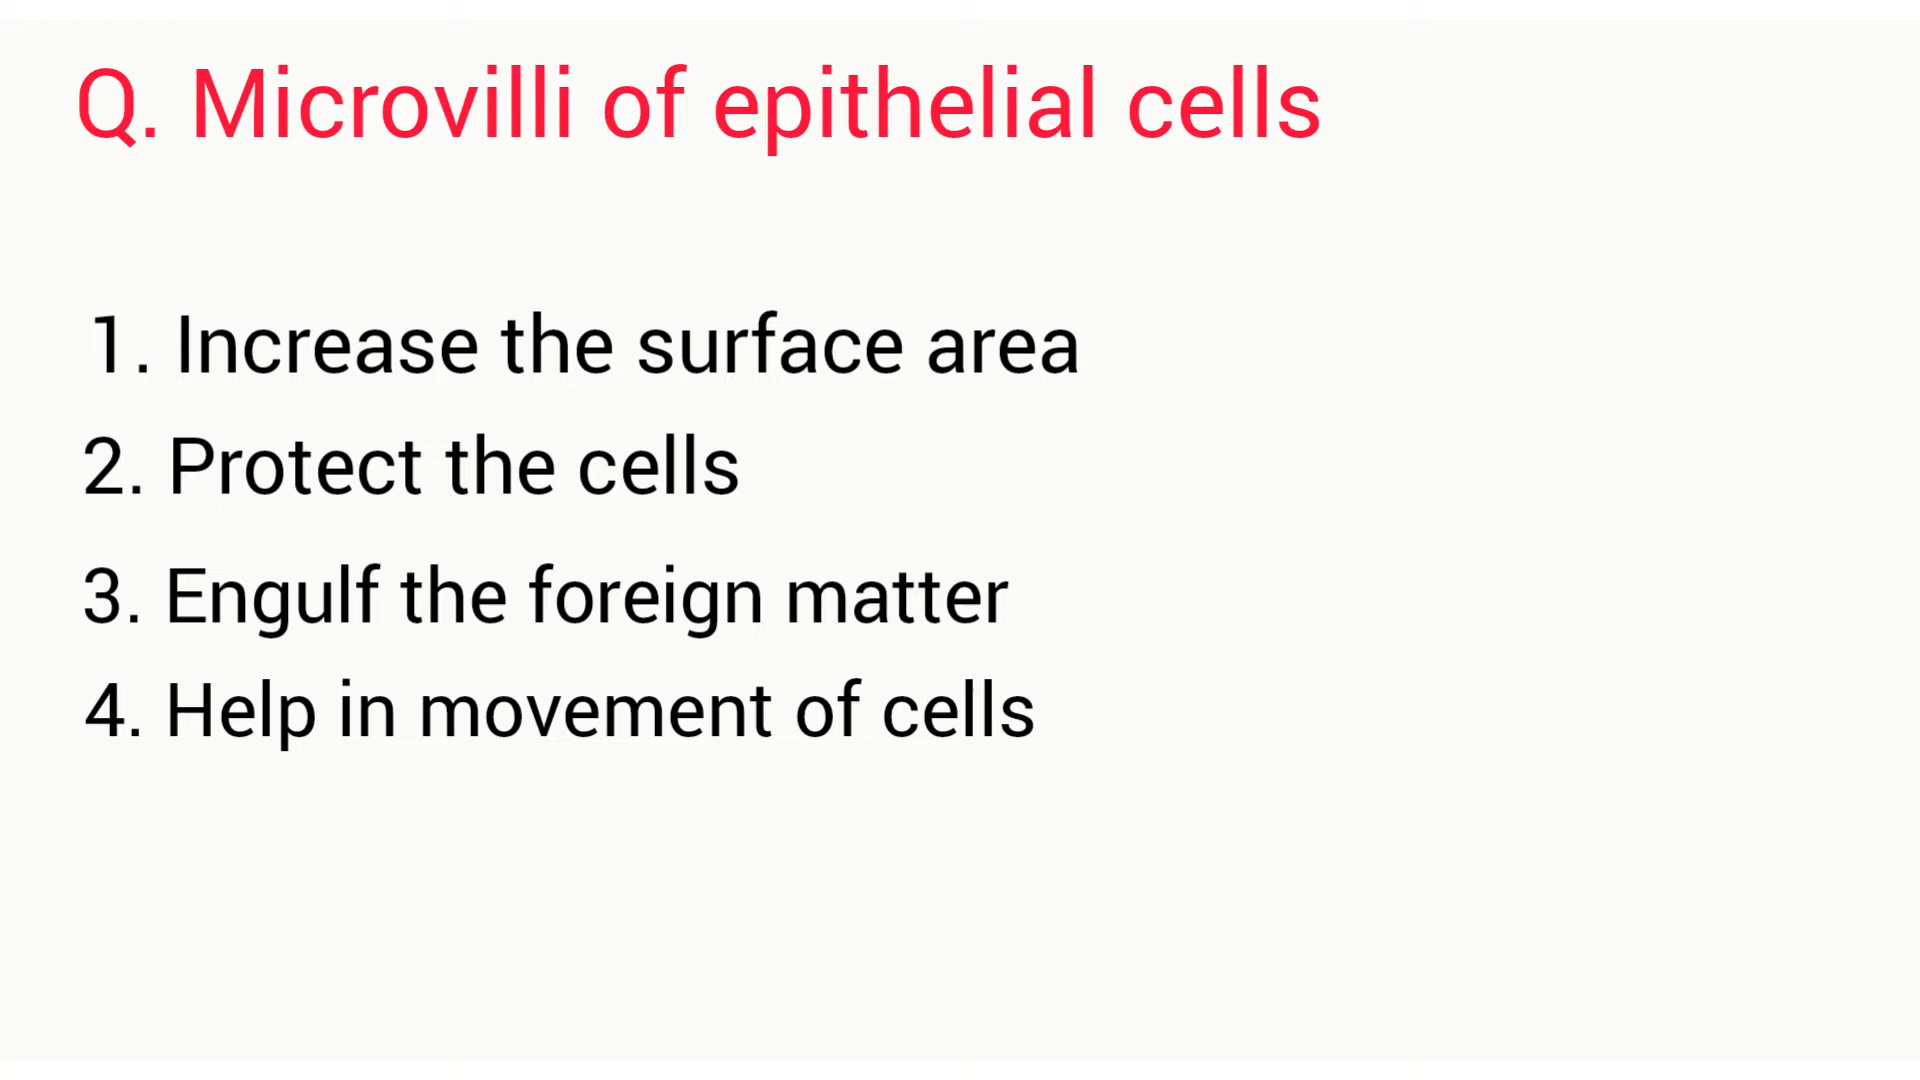 Q. Microvilli of epithelial cells
1. Increase the surface area
2. Protect the cells
3. Engulf the foreign matter
4. Help in movement of cells